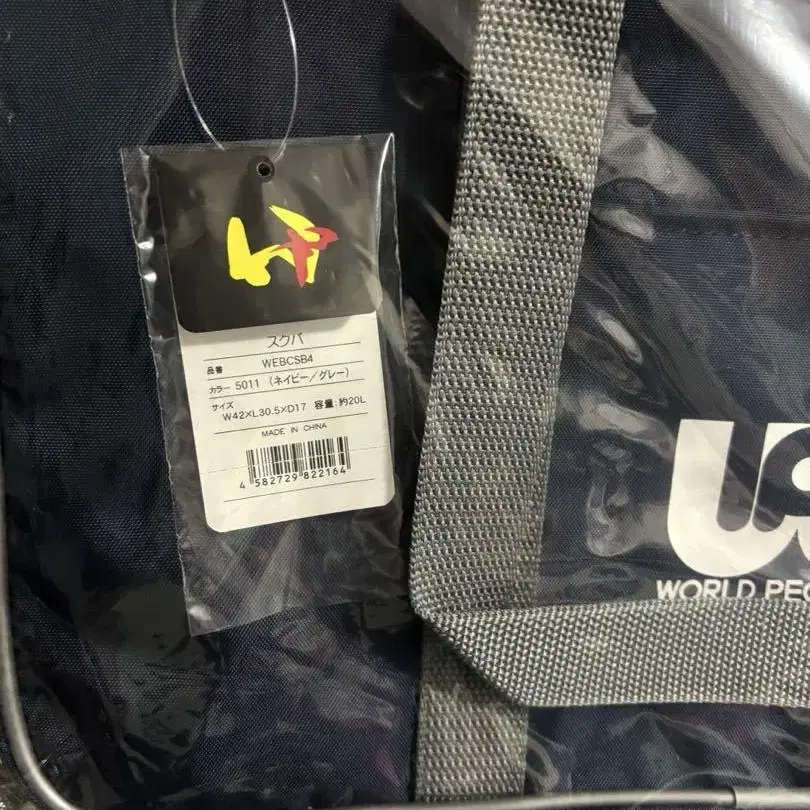 スクバ
品番 WEBCSB4
カラー 5011 (ネイビー/グレー)
サイズ
W42×L30.5×D17 容量:約20L
MADE IN CHINA
4 582729 822164
WORLD